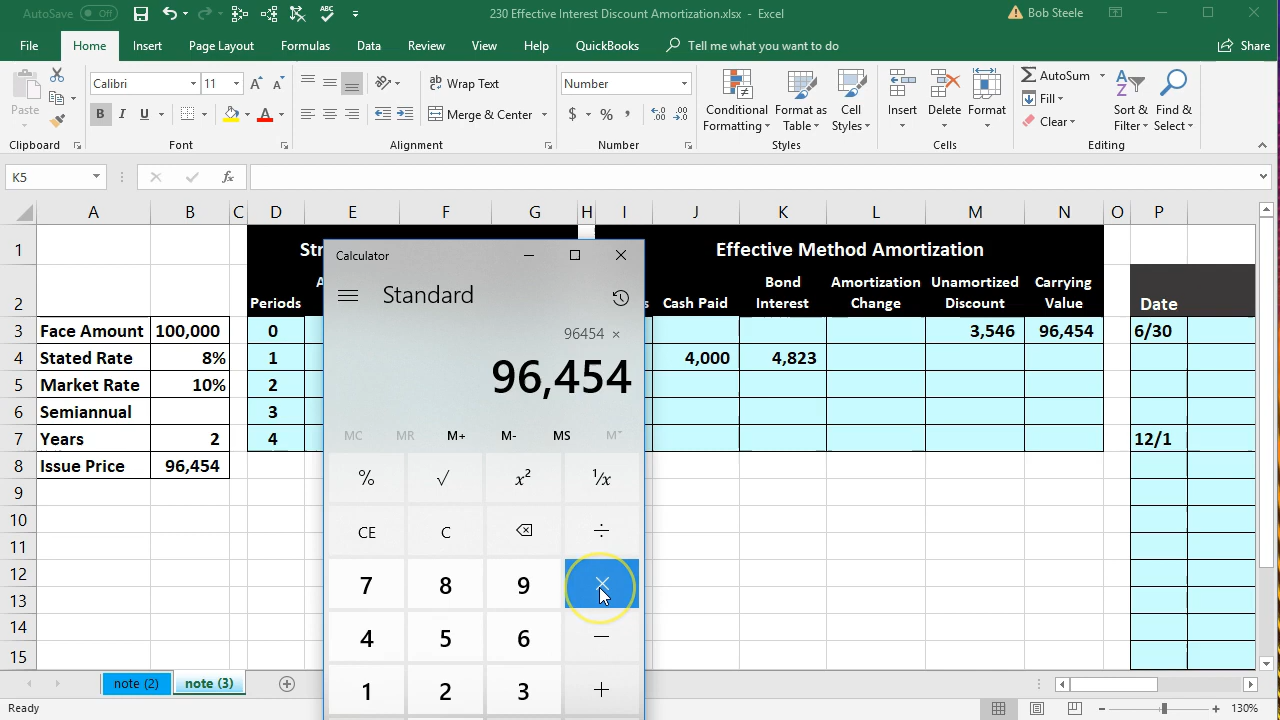 AutoSave Off 230 Effective Interest Discount Amortization.xlsx - Excel Bob Steele
File Home Insert Page Layout Formulas Data Review View Help QuickBooks Tell me what you want to do Share
Paste Calibri 11 A A Wrap Text Number Conditional Formatting Format as Table Cell Styles Insert Delete Format AutoSum Sort & Filter Find & Select
B I U A Merge & Center $ % , Fill
Clear
Clipboard Font Alignment Number Styles Cells Editing
K5 fx
A B C D E F G H I J K L M N O P
1 Str Effective Method Amortization
2 Periods A s Cash Paid Bond Interest Amortization Change Unamortized Discount Carrying Value Date
3 Face Amount 100,000 0 3,546 96,454 6/30
4 Stated Rate 8% 1 4,000 4,823
5 Market Rate 10% 2
6 Semiannual 3
7 Years 2 4 12/1
8 Issue Price 96,454
9
10
11
12
13
14
15
Calculator
Standard
96454 ×
96,454
MC MR M+ M- MS M
% √ x² ¹/x
CE C ÷
7 8 9 ×
4 5 6 −
1 2 3 +
note (2) note (3)
Ready 130%